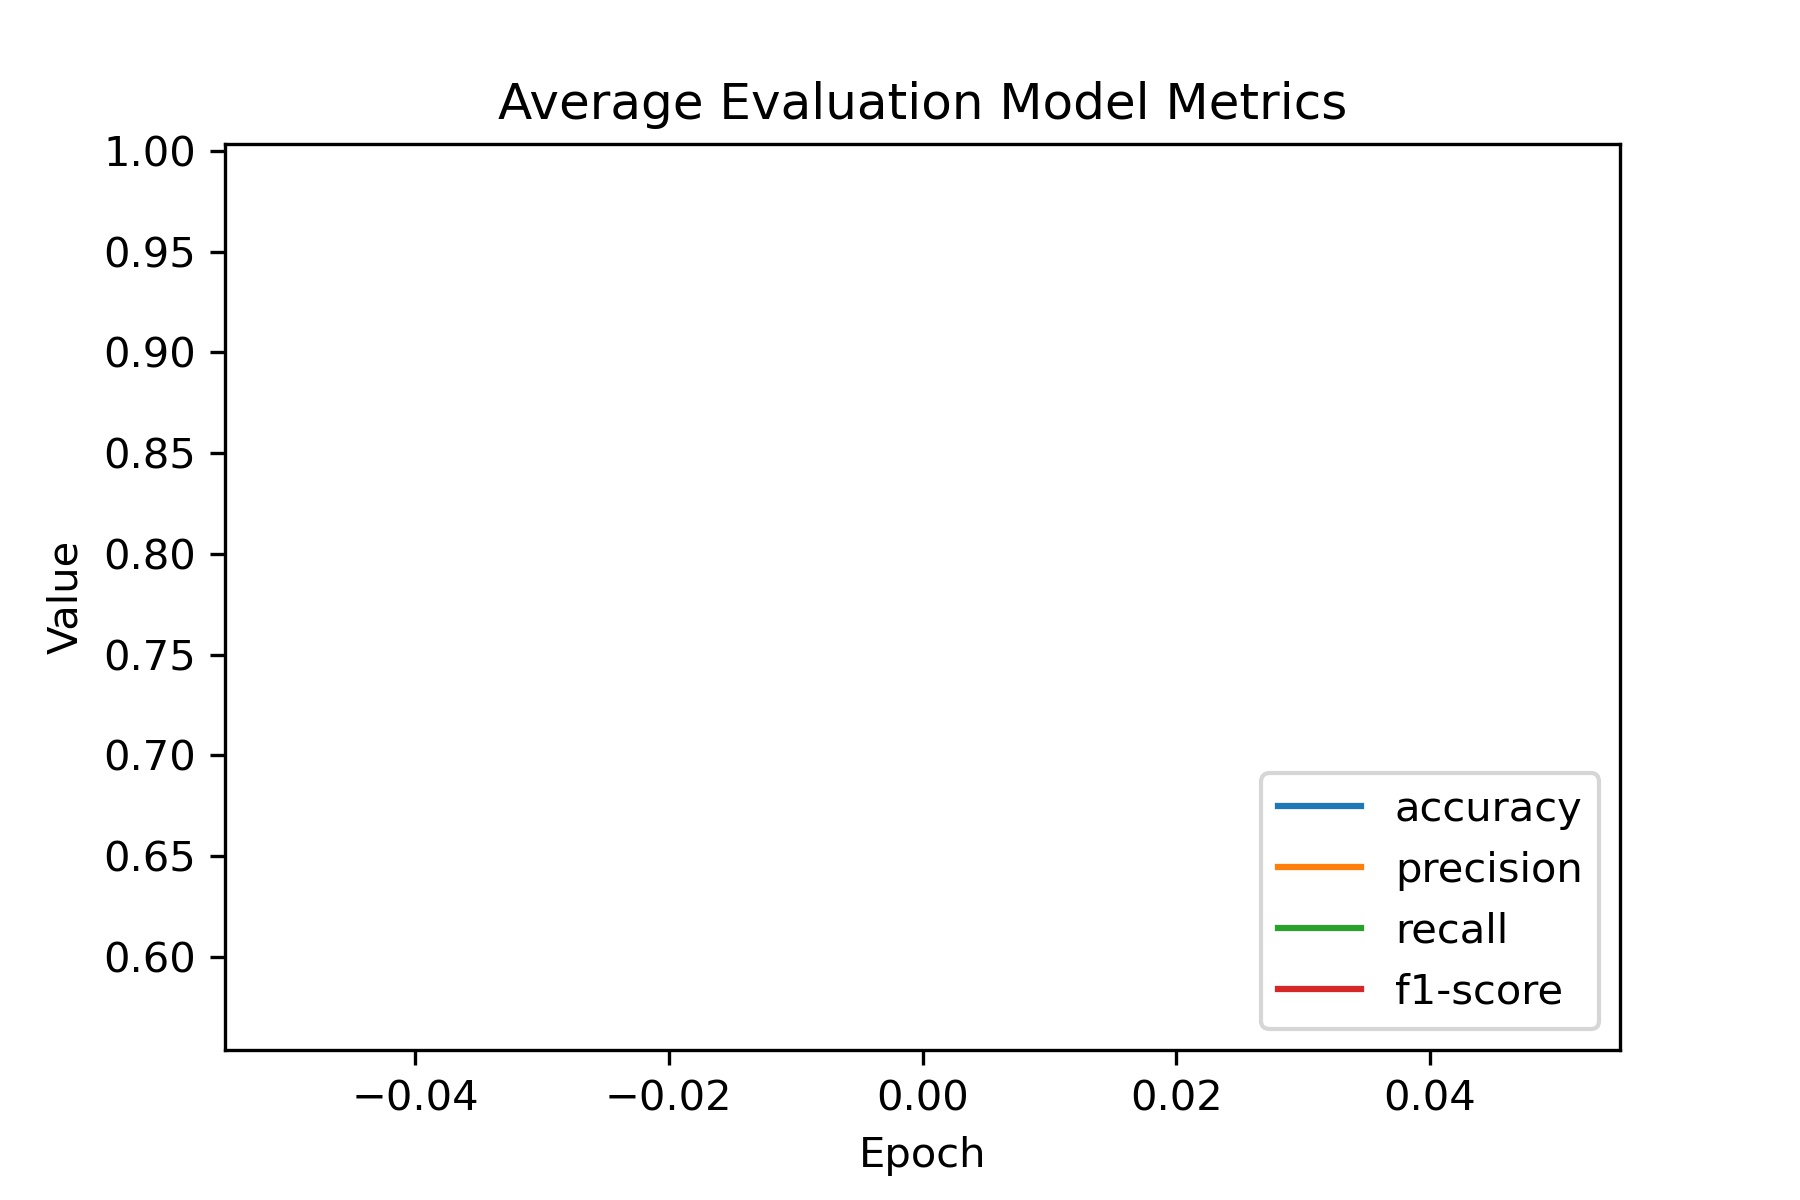 Average Evaluation Model Metrics
1.00
0.95
0.90
0.85
0.80
0.75
0.70
0.65
0.60
Value
accuracy
precision
recall
f1-score
−0.04
−0.02
0.00
0.02
0.04
Epoch